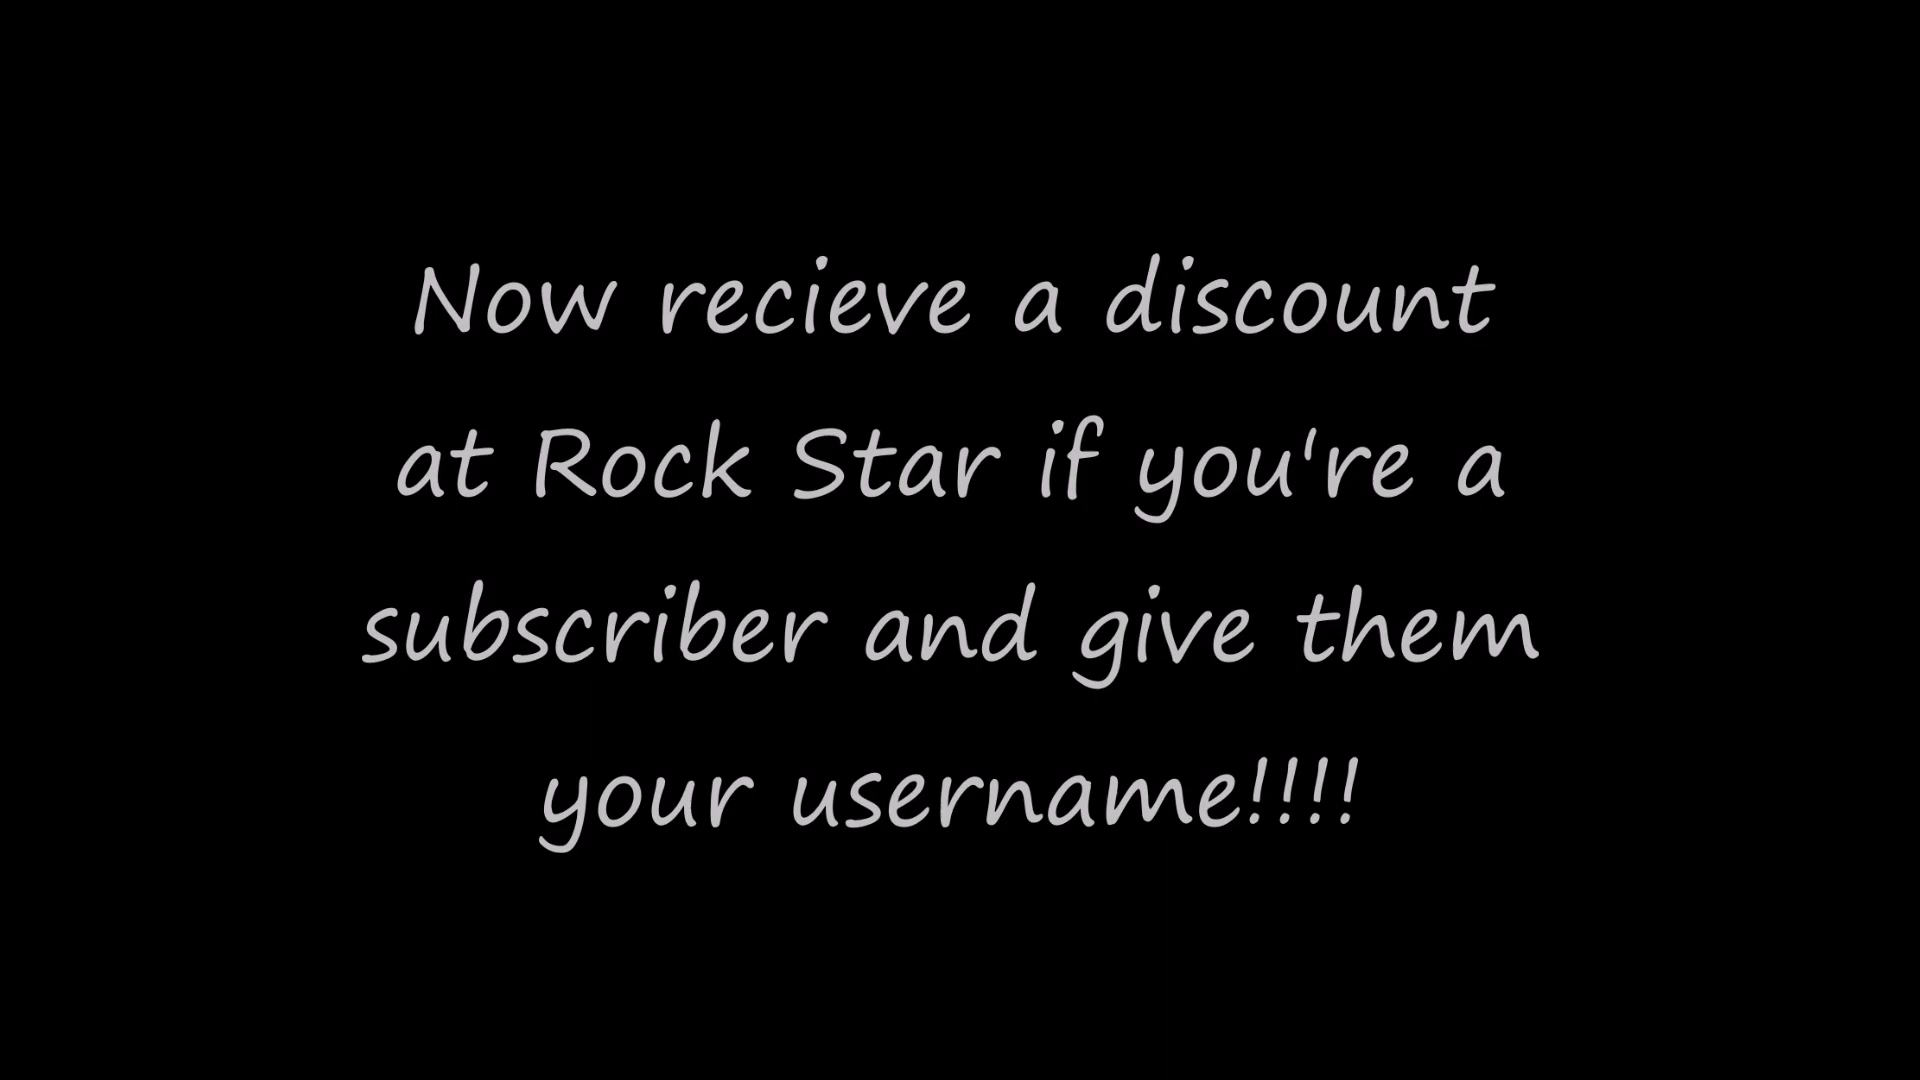 Now recieve a discount
at Rock Star if you're a
subscriber and give them
your username!!!!